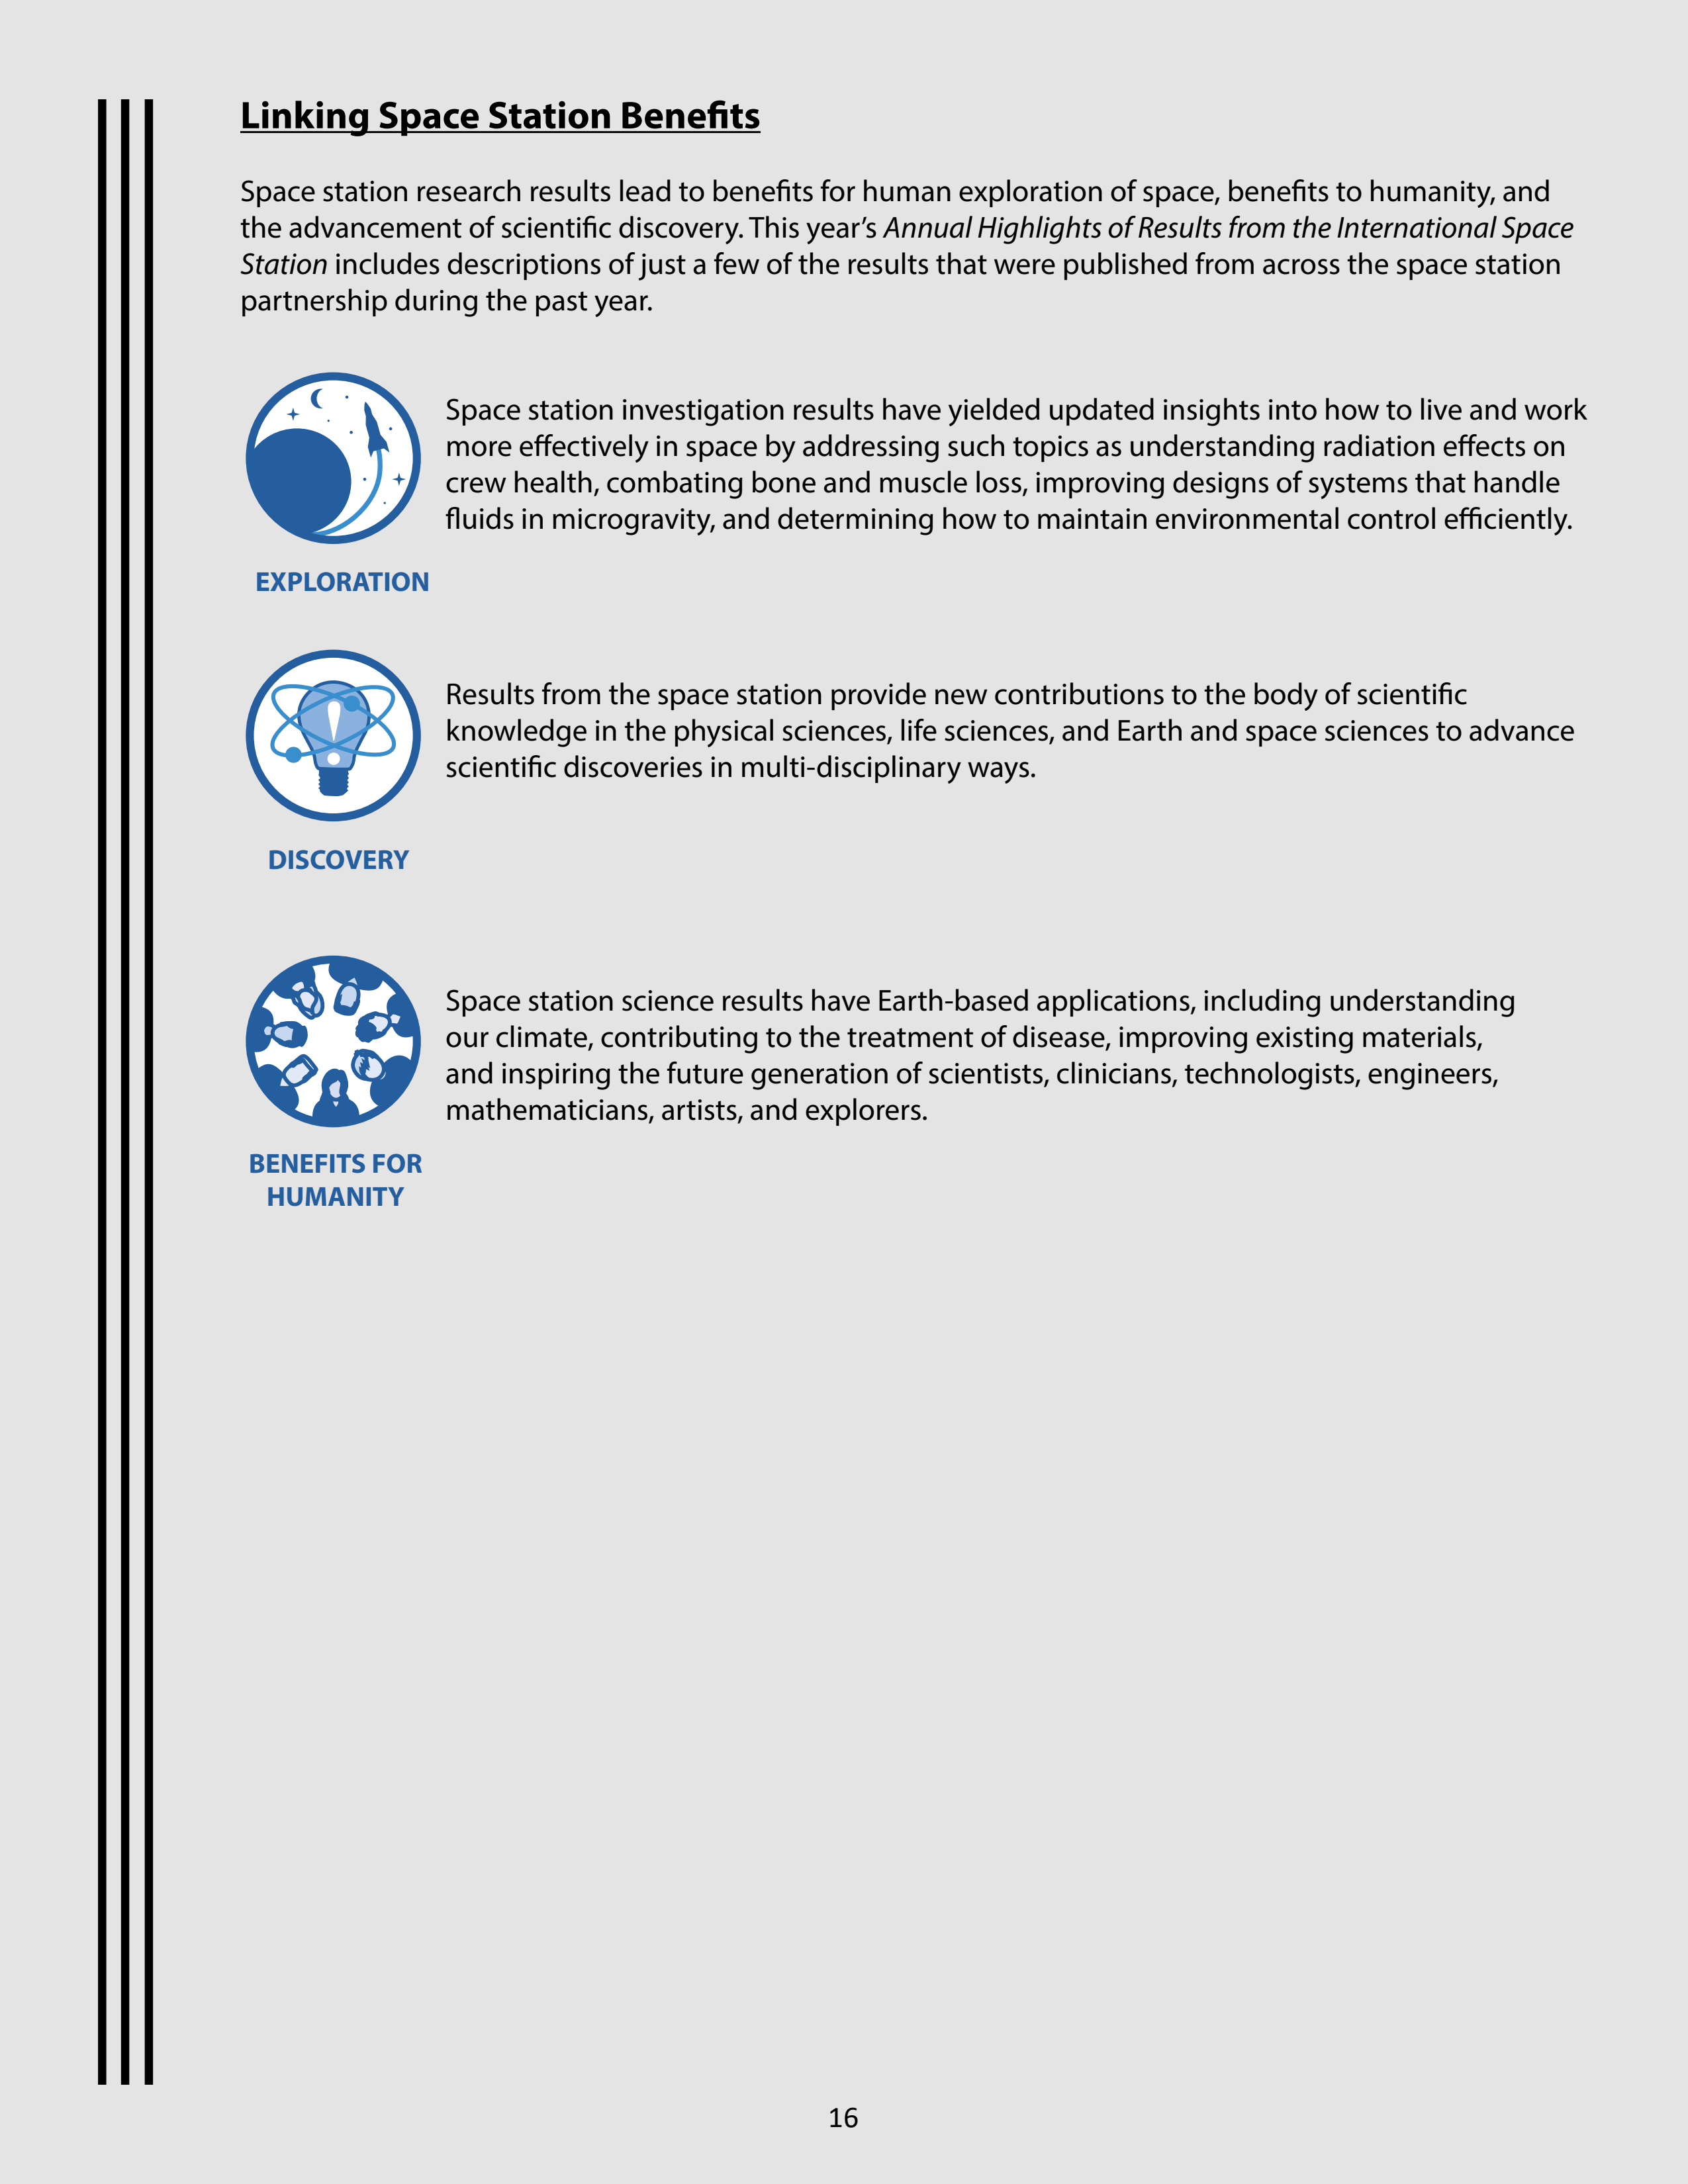 Linking Space Station Benefits
Space station research results lead to benefits for human exploration of space, benefits to humanity, and
the advancement of scientific discovery. This year’s Annual Highlights of Results from the International Space
Station includes descriptions of just a few of the results that were published from across the space station
partnership during the past year.
Space station investigation results have yielded updated insights into how to live and work
more effectively in space by addressing such topics as understanding radiation effects on
crew health, combating bone and muscle loss, improving designs of systems that handle
fluids in microgravity, and determining how to maintain environmental control efficiently.
EXPLORATION
Results from the space station provide new contributions to the body of scientific
knowledge in the physical sciences, life sciences, and Earth and space sciences to advance
scientific discoveries in multi-disciplinary ways.
DISCOVERY
Space station science results have Earth-based applications, including understanding
our climate, contributing to the treatment of disease, improving existing materials,
and inspiring the future generation of scientists, clinicians, technologists, engineers,
mathematicians, artists, and explorers.
BENEFITS FOR
HUMANITY
16